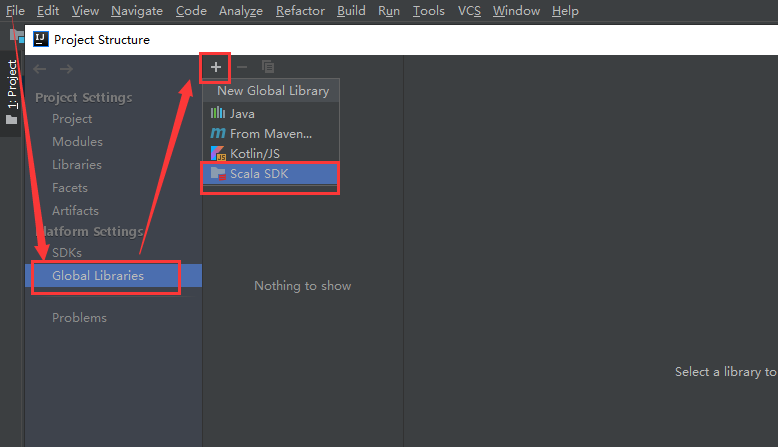 File Edit View Navigate Code Analyze Refactor Build Run Tools VCS Window Help
IJ Project Structure
1: Project
Project Settings
Project
Modules
Libraries
Facets
Artifacts
Platform Settings
SDKs
Global Libraries
Problems
+
New Global Library
Java
m From Maven...
JS Kotlin/JS
Scala SDK
Nothing to show
Select a library to